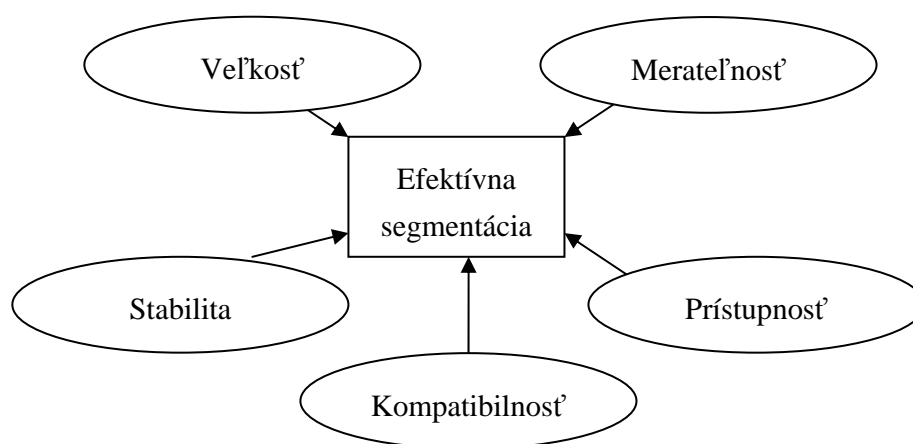 Veľkosť
Merateľnosť
Efektívna
segmentácia
Stabilita
Prístupnosť
Kompatibilnosť